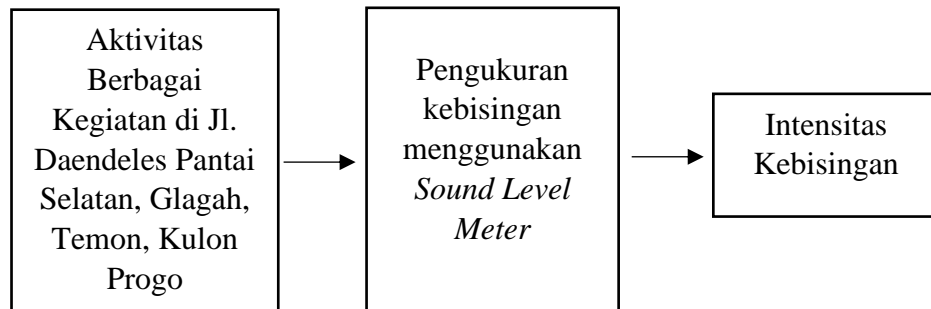 Aktivitas
Berbagai
Kegiatan di Jl.
Daendeles Pantai
Selatan, Glagah,
Temon, Kulon
Progo
Pengukuran
kebisingan
menggunakan
Sound Level
Meter
Intensitas
Kebisingan